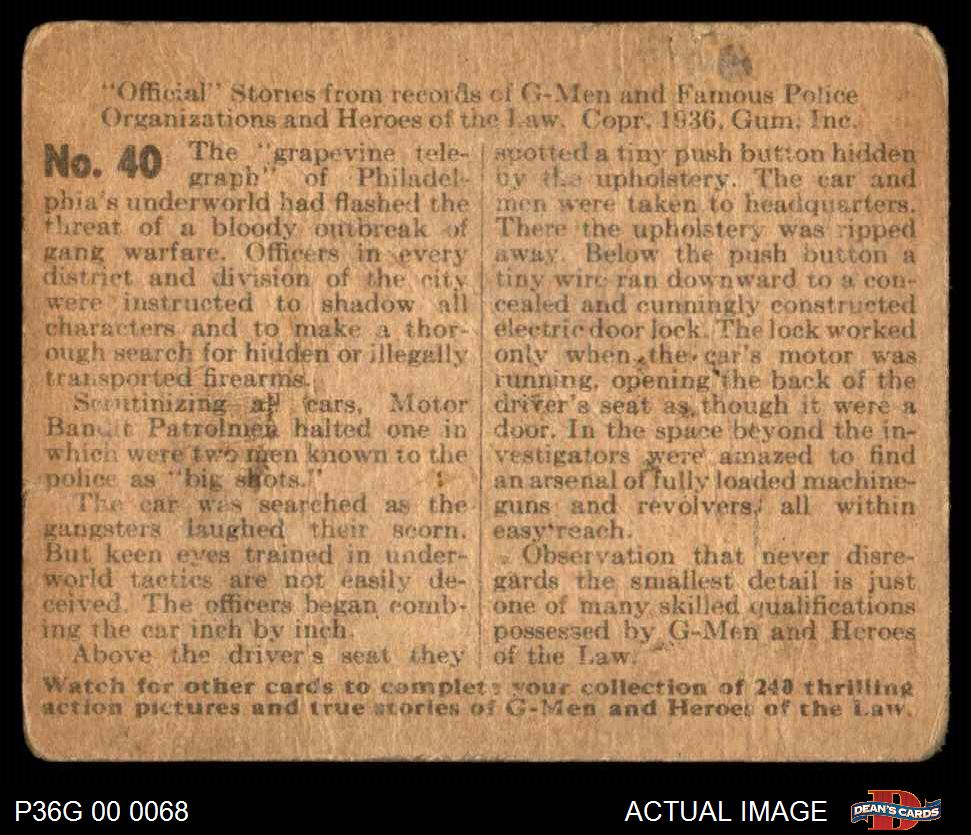 "Official" Stories from records of G-Men and Famous Police
Organizations and Heroes of the Law. Copr. 1936, Gum, Inc.
No. 40 The "grapevine tele-
graph" of Philadel-
phia's underworld had flashed the
threat of a bloody outbreak of
gang warfare. Officers in every
district and division of the city
were instructed to shadow all
characters and to make a thor-
ough search for hidden or illegally
transported firearms.
Scrutinizing all cars, Motor
Bandit Patrolmen halted one in
which were two men known to the
police as "big shots."
The car was searched as the
gangsters laughed their scorn.
But keen eyes trained in under-
world tactics are not easily de-
ceived. The officers began comb-
ing the car inch by inch.
Above the driver's seat they
spotted a tiny push button hidden
by the upholstery. The car and
men were taken to headquarters.
There the upholstery was ripped
away. Below the push button a
tiny wire ran downward to a con-
cealed and cunningly constructed
electric door lock. The lock worked
only when the car's motor was
running, opening the back of the
driver's seat as though it were a
door. In the space beyond the in-
vestigators were amazed to find
an arsenal of fully loaded machine-
guns and revolvers, all within
easy reach.
Observation that never disre-
gards the smallest detail is just
one of many skilled qualifications
possessed by G-Men and Heroes
of the Law.
Watch for other cards to complete your collection of 240 thrilling
action pictures and true stories of G-Men and Heroes of the Law.
P36G 00 0068
ACTUAL IMAGE
DEAN'S CARDS